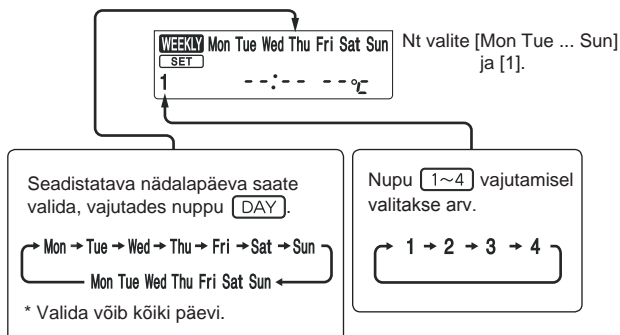 WEEKLY Mon Tue Wed Thu Fri Sat Sun
SET
1 --:-- --°C
Nt valite [Mon Tue ... Sun]
ja [1].
Seadistatava nädalapäeva saate
valida, vajutades nuppu DAY.
Mon → Tue → Wed → Thu → Fri → Sat → Sun
Mon Tue Wed Thu Fri Sat Sun
* Valida võib kõiki päevi.
Nupu 1~4 vajutamisel
valitakse arv.
1 → 2 → 3 → 4